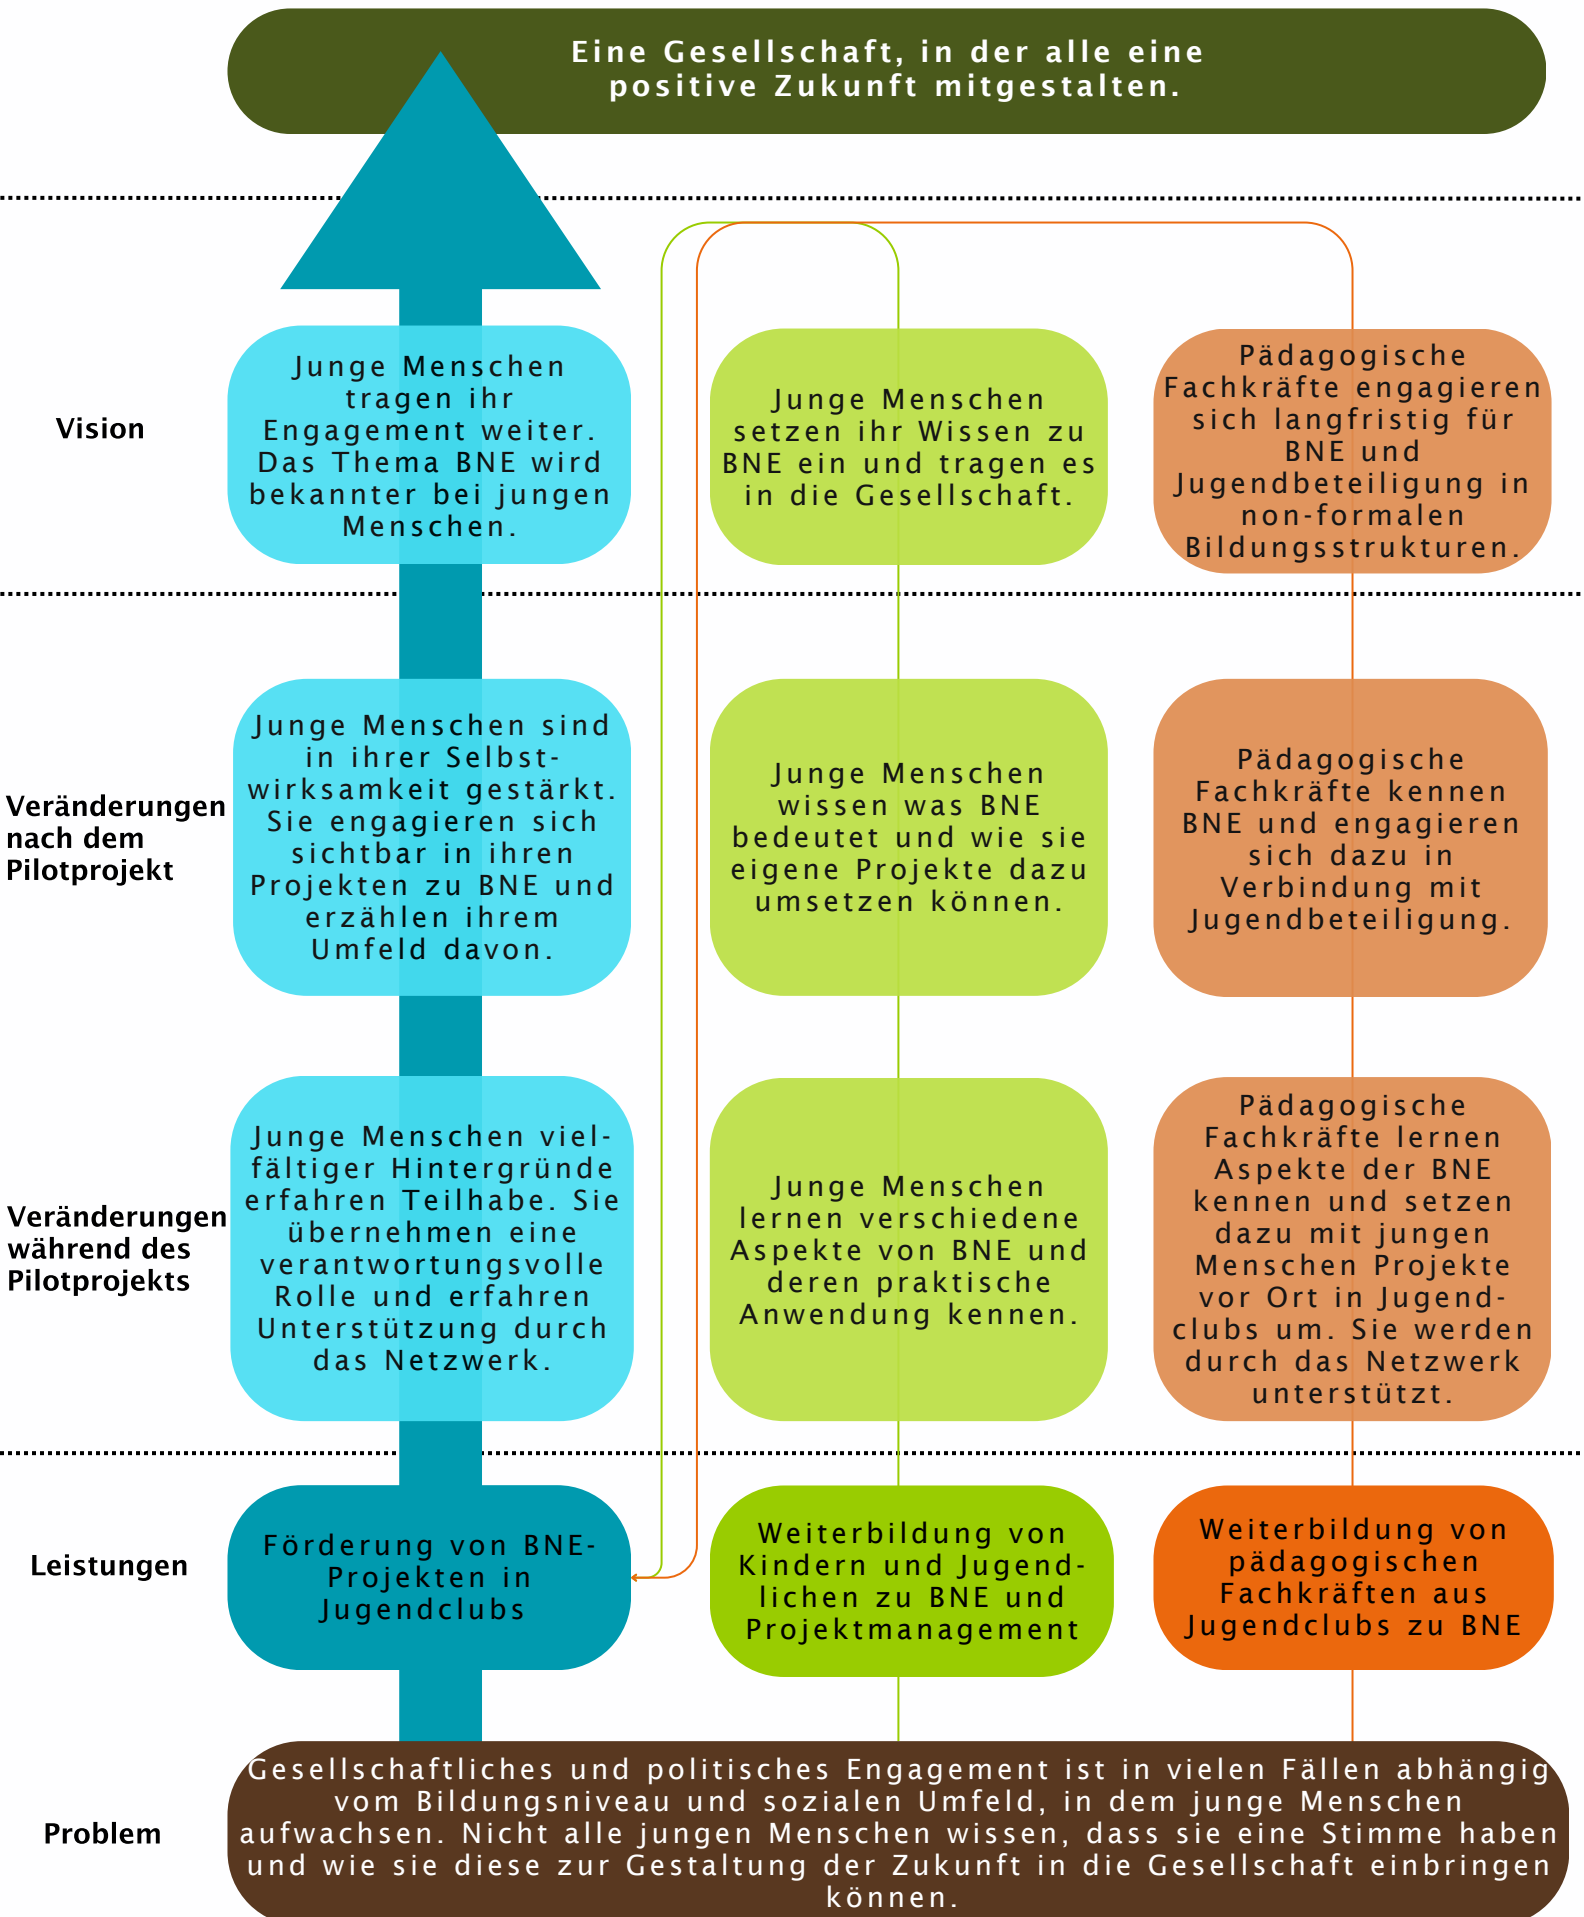 Eine Gesellschaft, in der alle eine
positive Zukunft mitgestalten.
Vision
Junge Menschen
tragen ihr
Engagement weiter.
Das Thema BNE wird
bekannter bei jungen
Menschen.
Junge Menschen
setzen ihr Wissen zu
BNE ein und tragen es
in die Gesellschaft.
Pädagogische
Fachkräfte engagieren
sich langfristig für
BNE und
Jugendbeteiligung in
non-formalen
Bildungsstrukturen.
Veränderungen
nach dem
Pilotprojekt
Junge Menschen sind
in ihrer Selbst-
wirksamkeit gestärkt.
Sie engagieren sich
sichtbar in ihren
Projekten zu BNE und
erzählen ihrem
Umfeld davon.
Junge Menschen
wissen was BNE
bedeutet und wie sie
eigene Projekte dazu
umsetzen können.
Pädagogische
Fachkräfte kennen
BNE und engagieren
sich dazu in
Verbindung mit
Jugendbeteiligung.
Veränderungen
während des
Pilotprojekts
Junge Menschen viel-
fältiger Hintergründe
erfahren Teilhabe. Sie
übernehmen eine
verantwortungsvolle
Rolle und erfahren
Unterstützung durch
das Netzwerk.
Junge Menschen
lernen verschiedene
Aspekte von BNE und
deren praktische
Anwendung kennen.
Pädagogische
Fachkräfte lernen
Aspekte der BNE
kennen und setzen
dazu mit jungen
Menschen Projekte
vor Ort in Jugend-
clubs um. Sie werden
durch das Netzwerk
unterstützt.
Leistungen
Förderung von BNE-
Projekten in
Jugendclubs
Weiterbildung von
Kindern und Jugend-
lichen zu BNE und
Projektmanagement
Weiterbildung von
pädagogischen
Fachkräften aus
Jugendclubs zu BNE
Problem
Gesellschaftliches und politisches Engagement ist in vielen Fällen abhängig
vom Bildungsniveau und sozialen Umfeld, in dem junge Menschen
aufwachsen. Nicht alle jungen Menschen wissen, dass sie eine Stimme haben
und wie sie diese zur Gestaltung der Zukunft in die Gesellschaft einbringen
können.